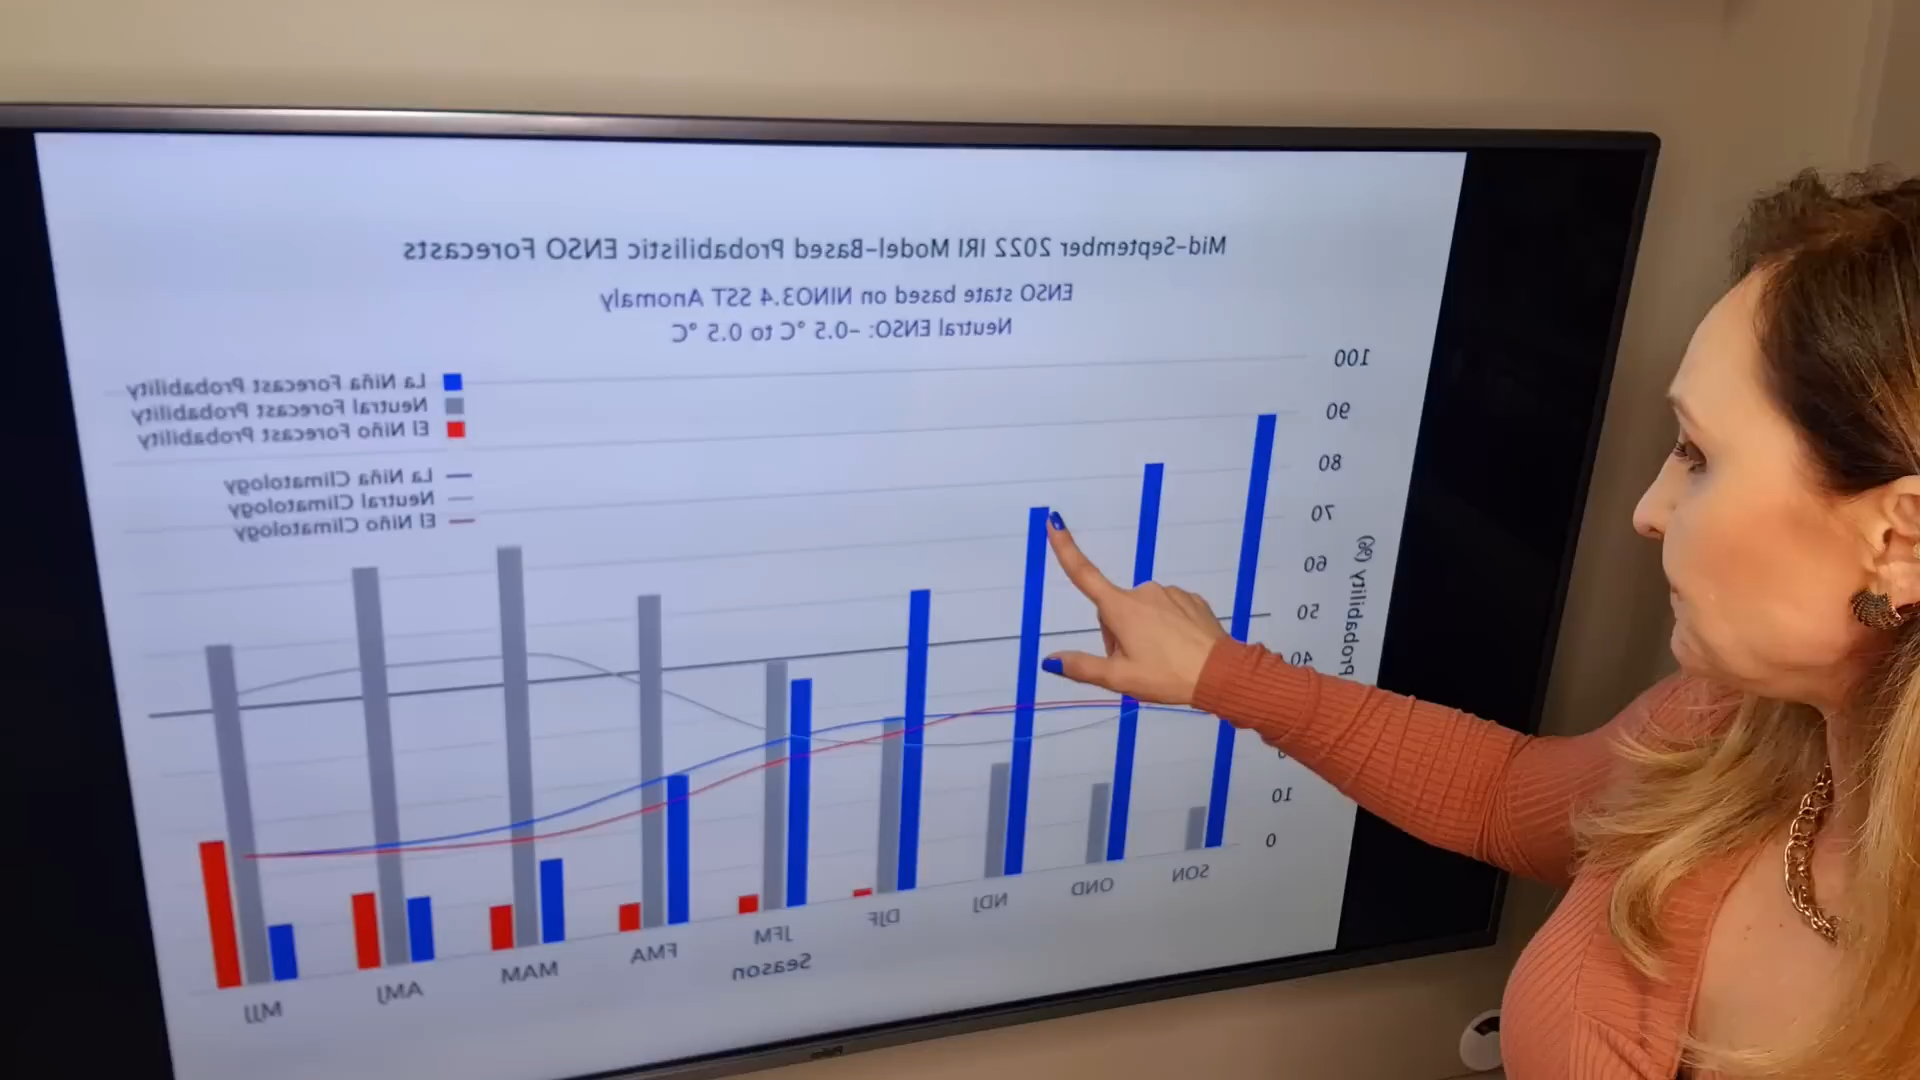 Mid-September 2022 IRI Model-Based Probabilistic ENSO Forecasts
ENSO state based on NINO3.4 SST Anomaly
Neutral ENSO: -0.5 °C to 0.5 °C
La Niña Forecast Probability
Neutral Forecast Probability
El Niño Forecast Probability
La Niña Climatology
Neutral Climatology
El Niño Climatology
100
90
80
70
60
50
40
10
0
Probability (%)
SON
OND
NDJ
DJF
JFM
FMA
MAM
AMJ
MJJ
Season